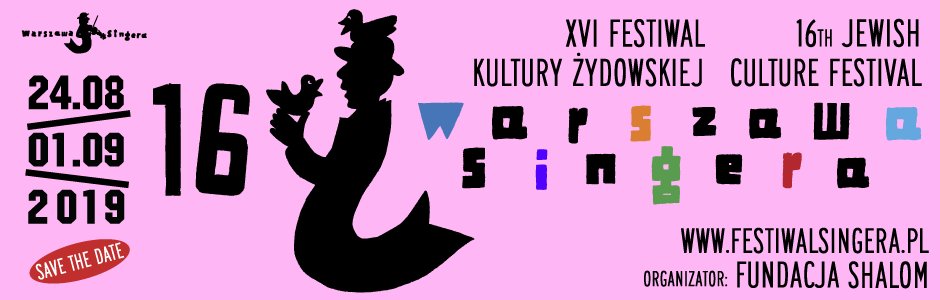 warszawa singera
24.08
01.09
2019
SAVE THE DATE
16
XVI FESTIWAL
KULTURY ŻYDOWSKIEJ
16TH JEWISH
CULTURE FESTIVAL
warszawa
singera
WWW.FESTIWALSINGERA.PL
ORGANIZATOR: FUNDACJA SHALOM